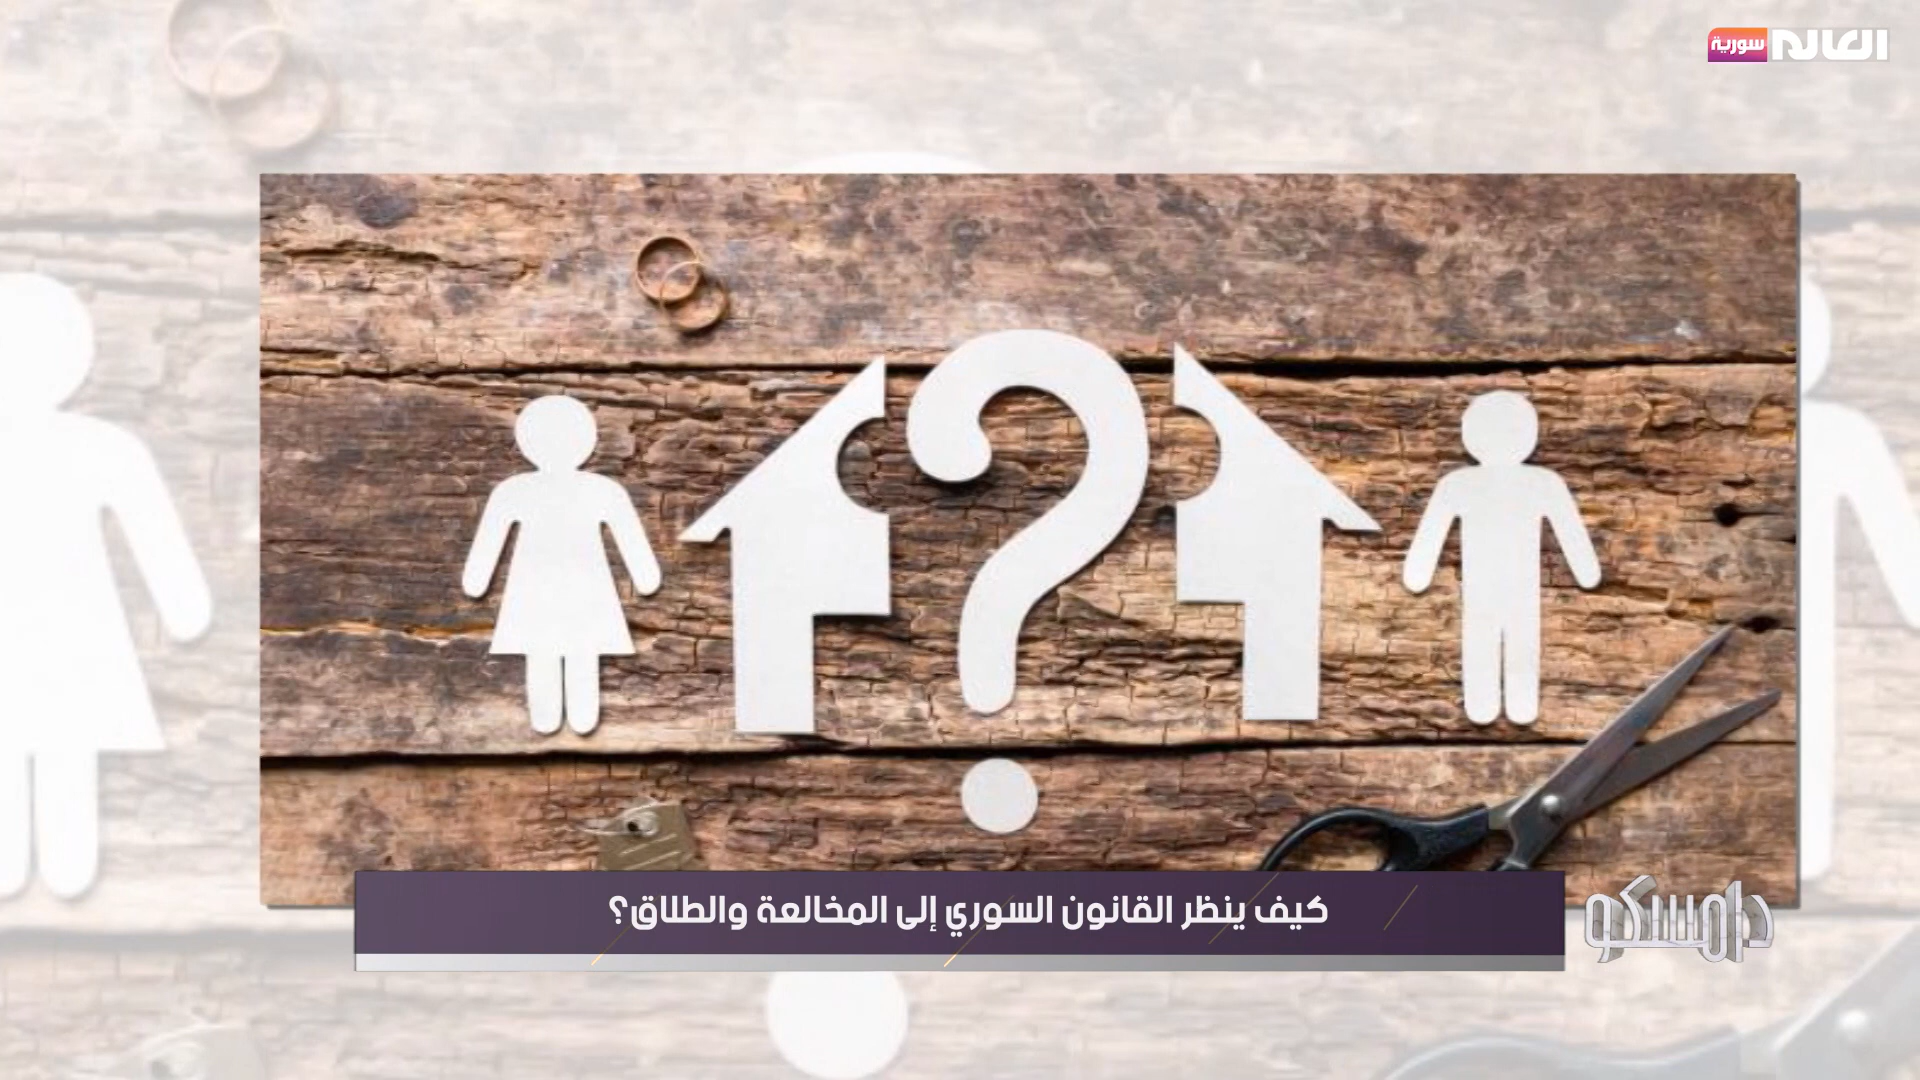 العالم سورية
كيف ينظر القانون السوري إلى المخالعة والطلاق؟
دامسكو